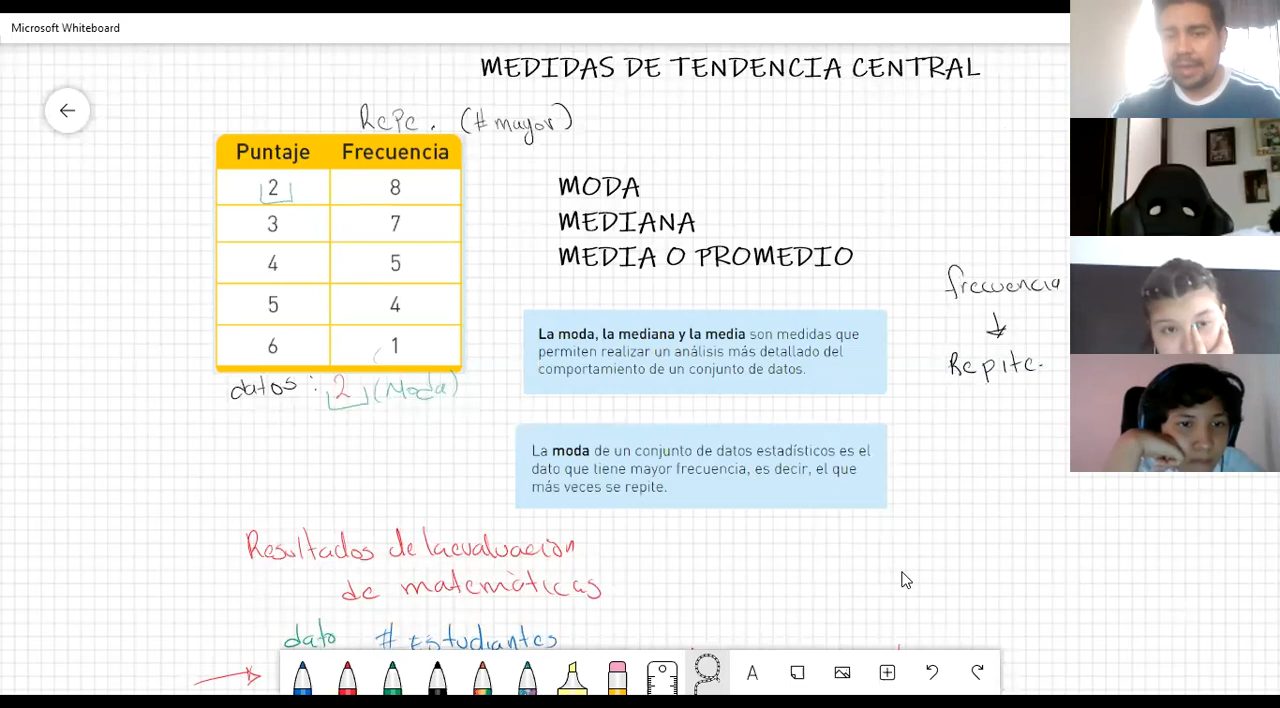 Microsoft Whiteboard
MEDIDAS DE TENDENCIA CENTRAL
Repe. (# mayor)
Puntaje Frecuencia
2 8
3 7
4 5
5 4
6 1
datos: 2 (Moda)
MODA
MEDIANA
MEDIA O PROMEDIO
frecuencia
Repite.
La moda, la mediana y la media son medidas que
permiten realizar un análisis más detallado del
comportamiento de un conjunto de datos.
La moda de un conjunto de datos estadísticos es el
dato que tiene mayor frecuencia, es decir, el que
más veces se repite.
Resultados de la evaluación
de matemáticas
dato # Estudiantes
A